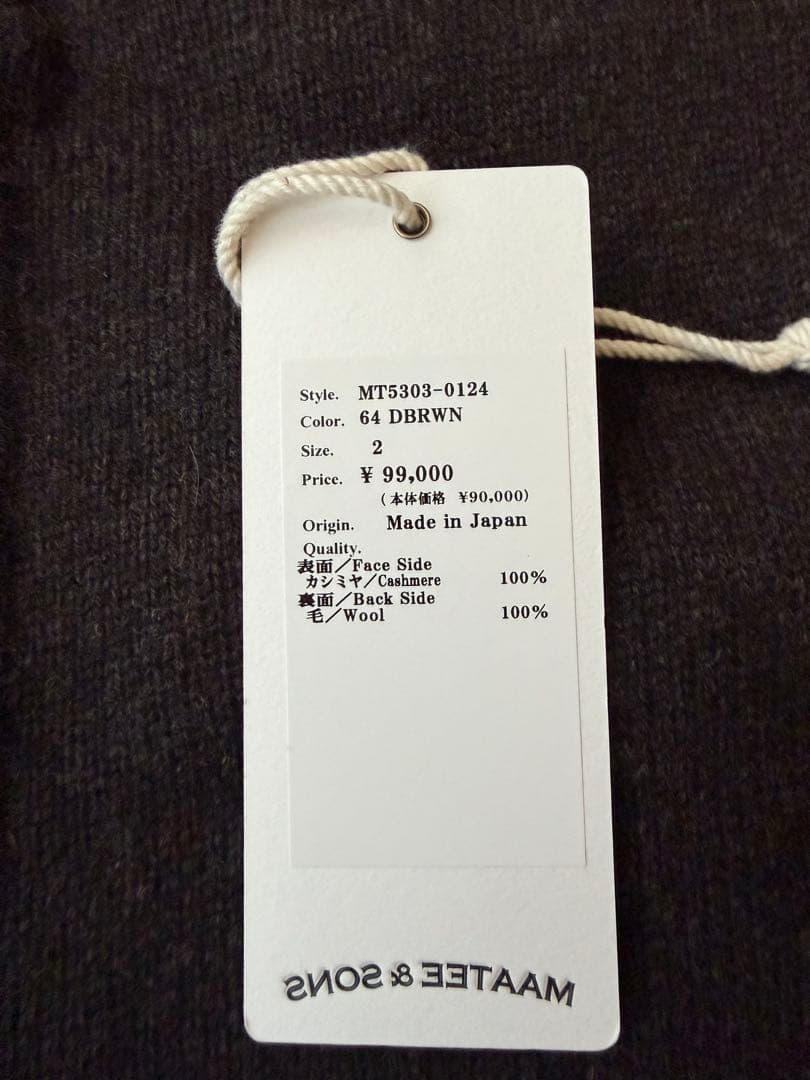 Style. MT5303-0124
Color. 64 DBRWN
Size. 2
Price. ¥ 99,000
(本体価格 ¥90,000)
Origin. Made in Japan
Quality.
表面/Face Side
カシミヤ/Cashmere 100%
裏面/Back Side
毛/Wool 100%
MAATEE & SONS